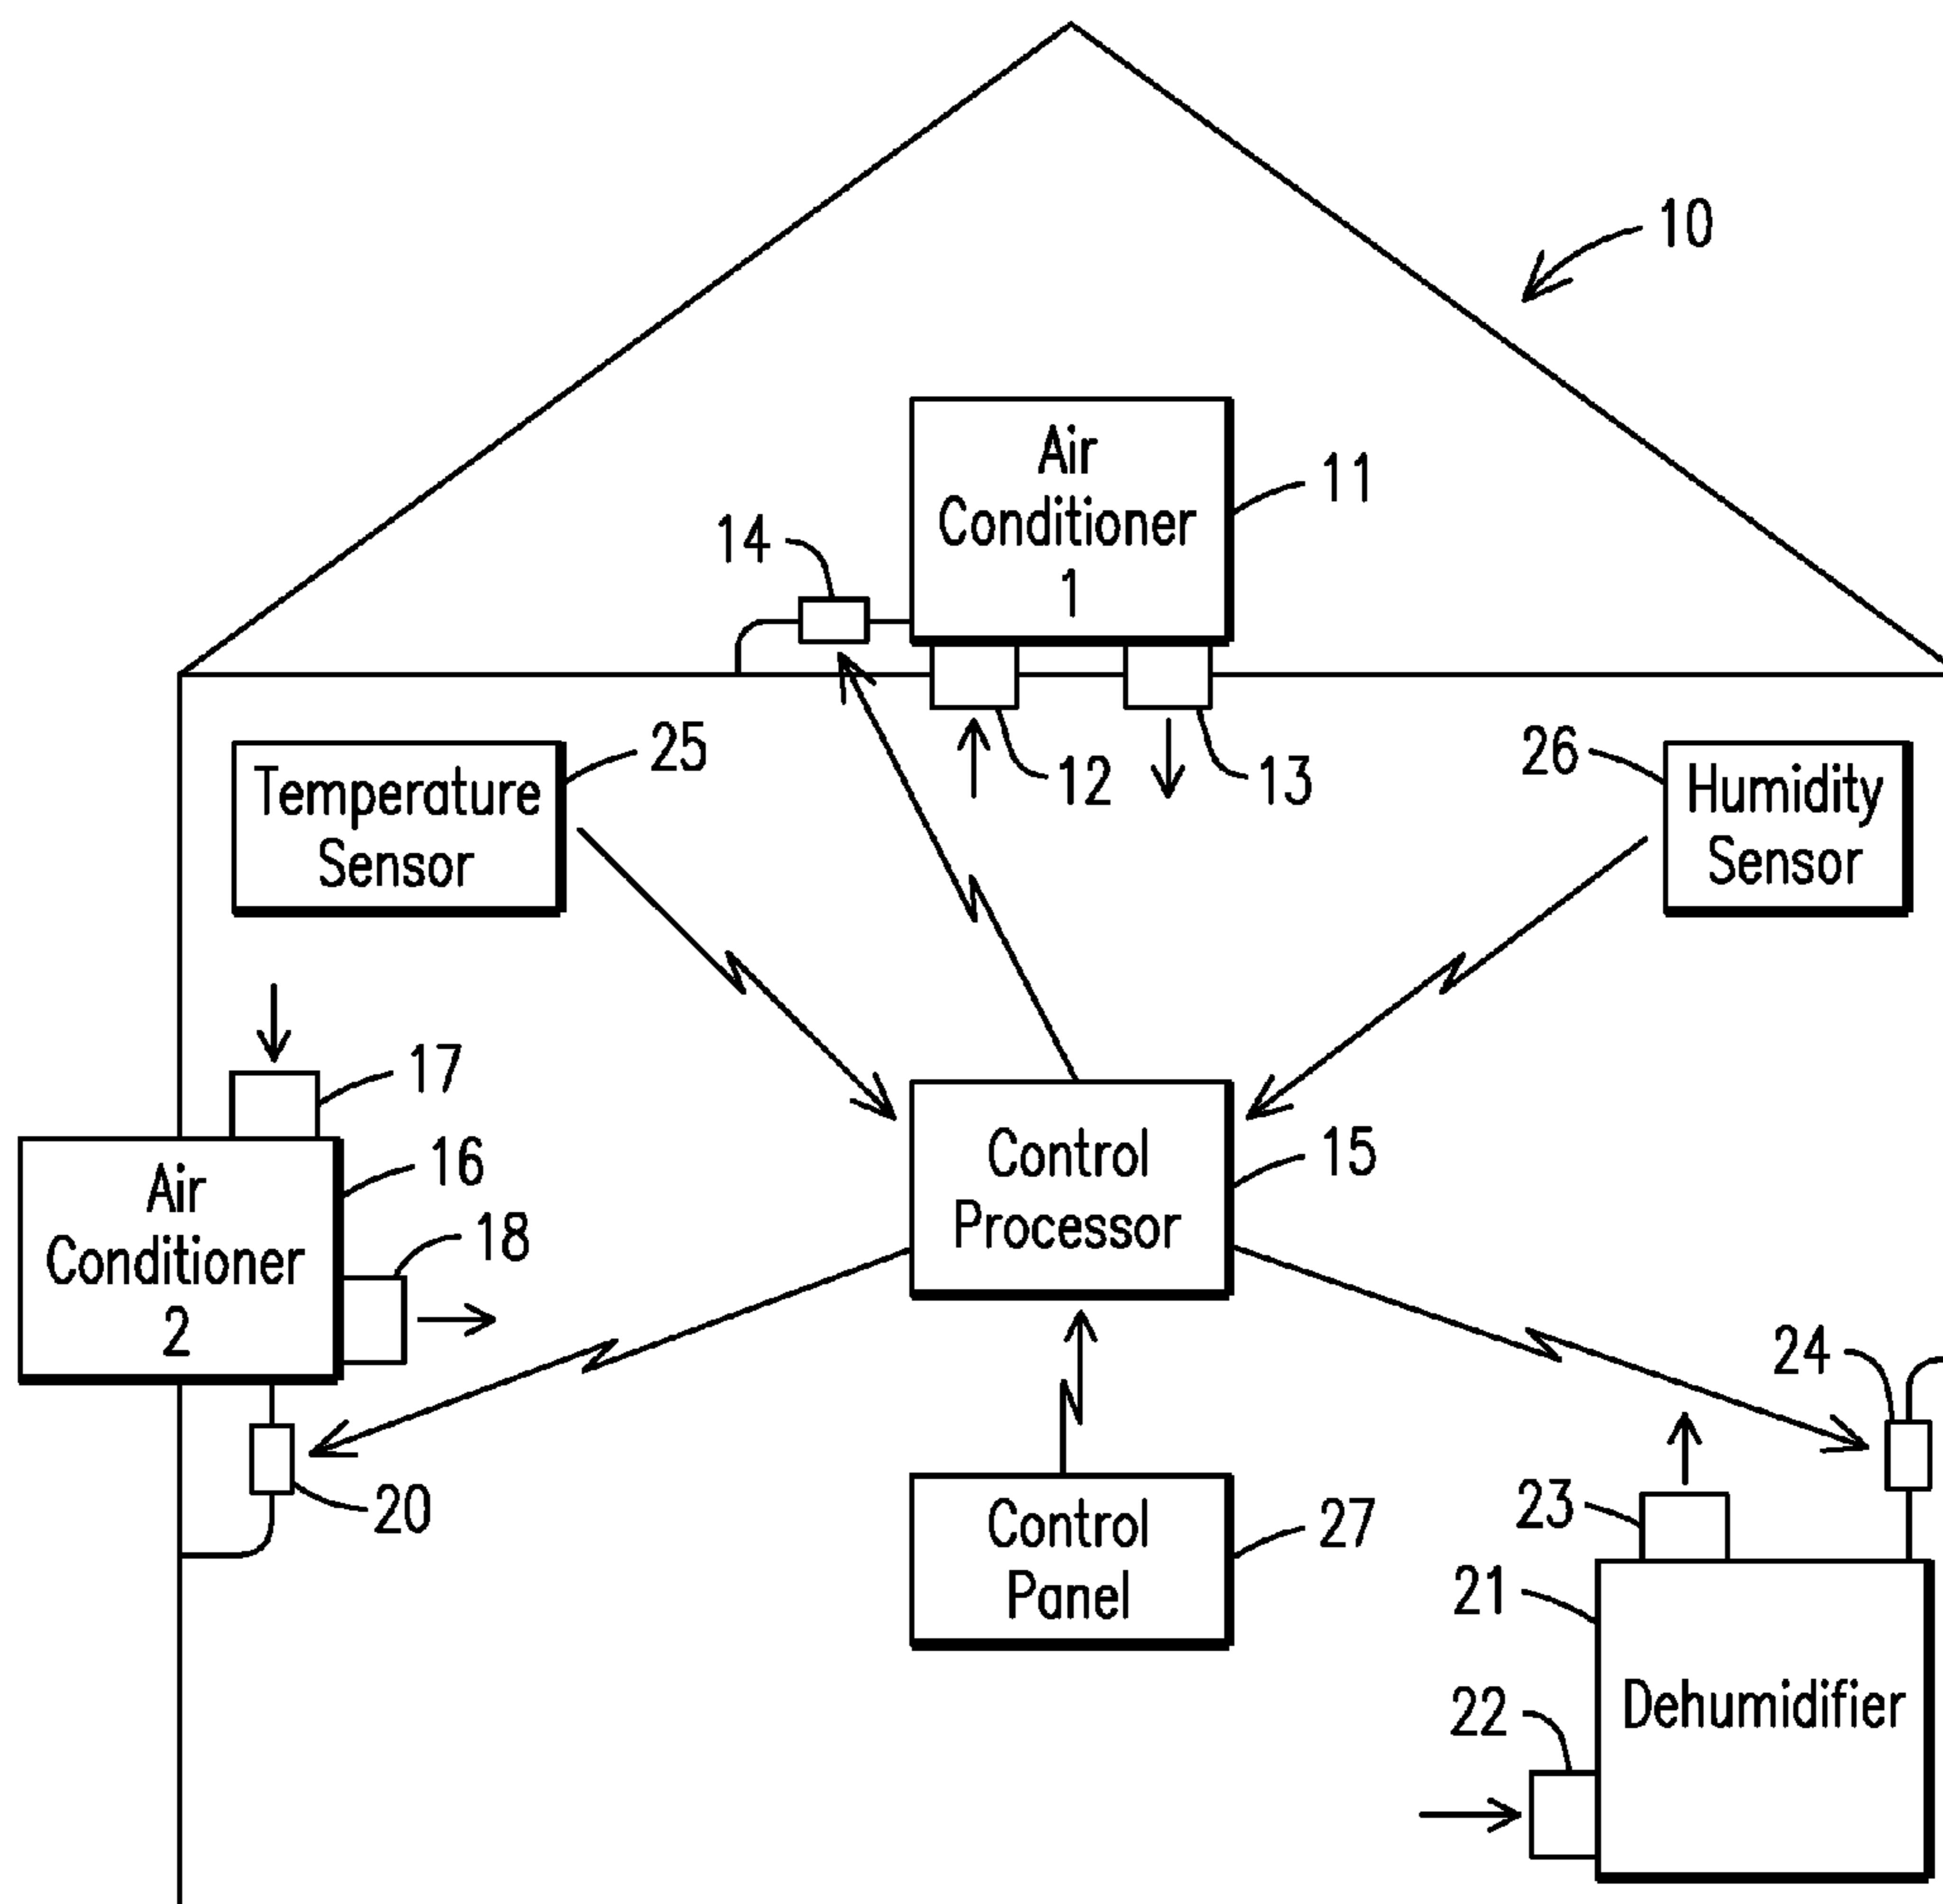 10
Air
Conditioner
1
11
14
12
13
25
Temperature
Sensor
26
Humidity
Sensor
17
16
Air
Conditioner
2
18
20
Control
Processor
15
24
23
Control
Panel
27
21
Dehumidifier
22